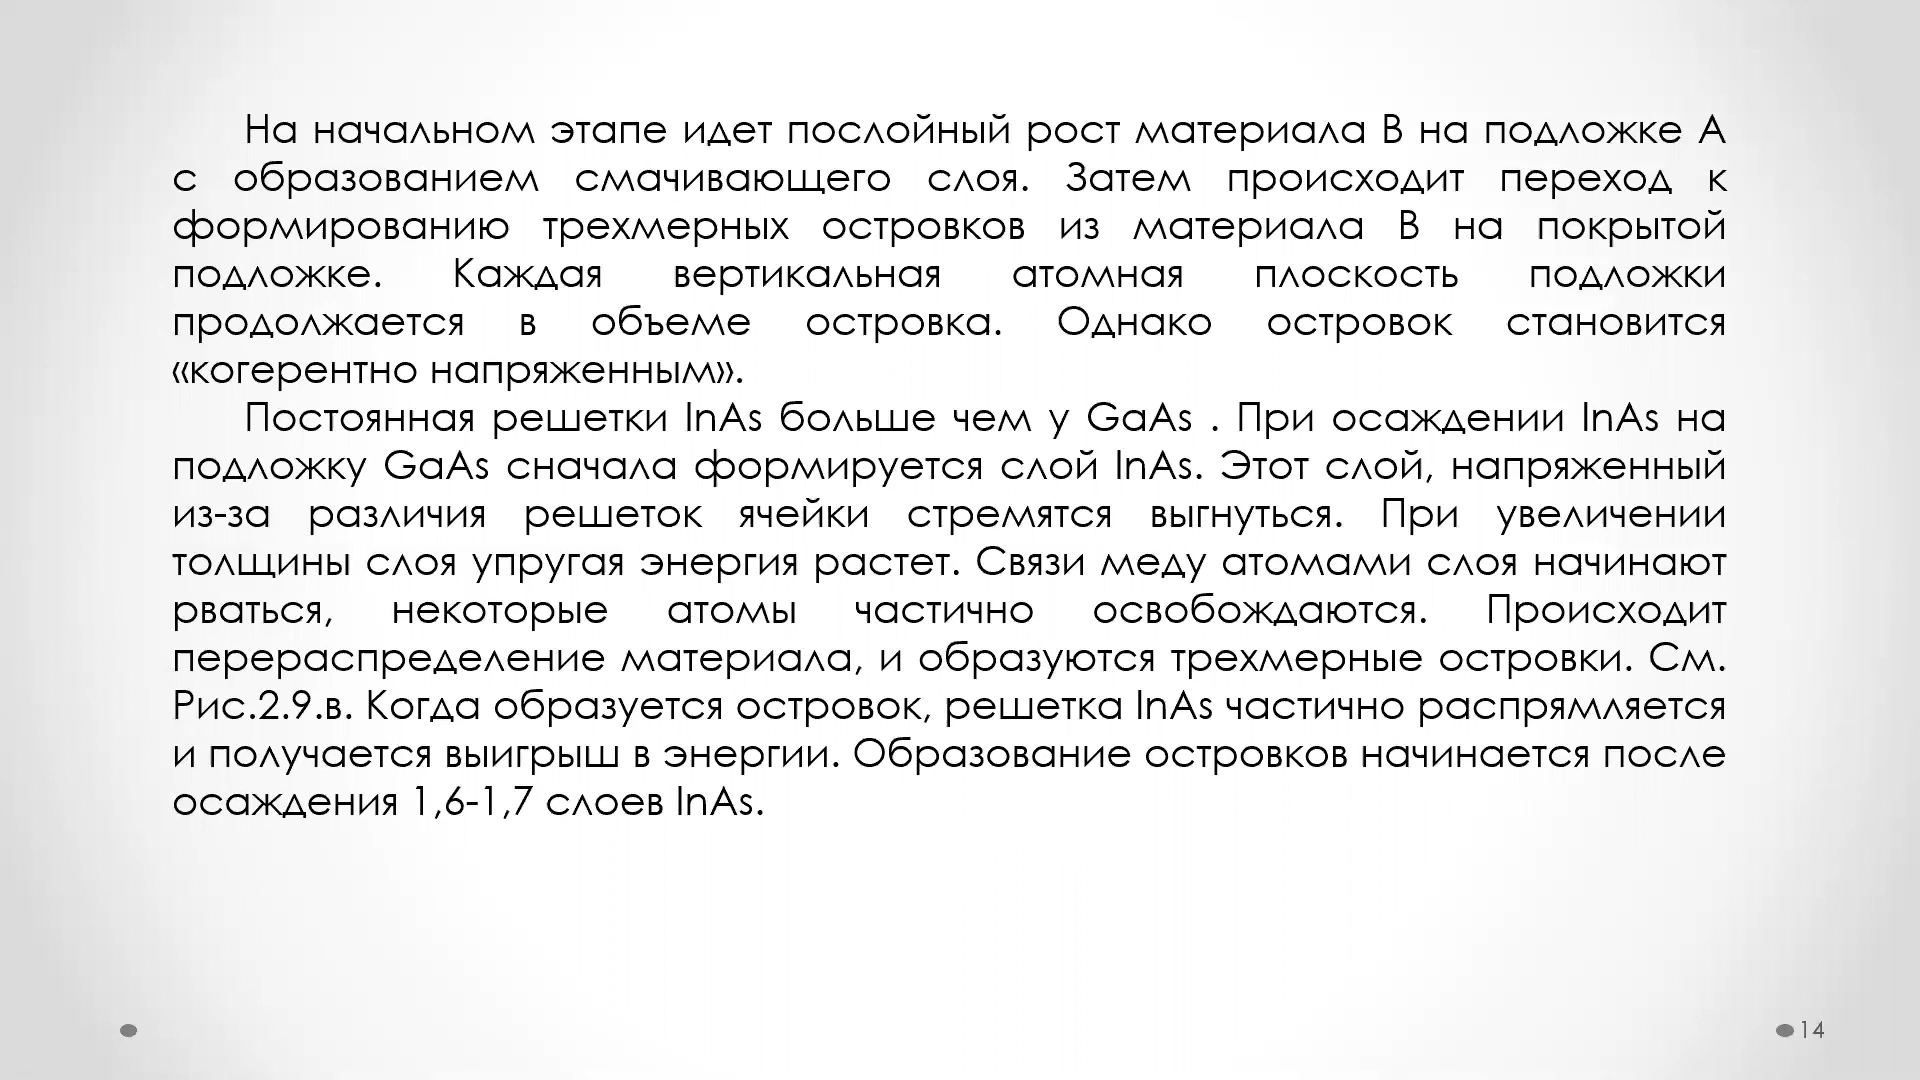 На начальном этапе идет послойный рост материала В на подложке А
с образованием смачивающего слоя. Затем происходит переход к
формированию трехмерных островков из материала В на покрытой
подложке. Каждая вертикальная атомная плоскость подложки
продолжается в объеме островка. Однако островок становится
«когерентно напряженным».
Постоянная решетки InAs больше чем у GaAs . При осаждении InAs на
подложку GaAs сначала формируется слой InAs. Этот слой, напряженный
из-за различия решеток ячейки стремятся выгнуться. При увеличении
толщины слоя упругая энергия растет. Связи меду атомами слоя начинают
рваться, некоторые атомы частично освобождаются. Происходит
перераспределение материала, и образуются трехмерные островки. См.
Рис.2.9.в. Когда образуется островок, решетка InAs частично распрямляется
и получается выигрыш в энергии. Образование островков начинается после
осаждения 1,6-1,7 слоев InAs.
14